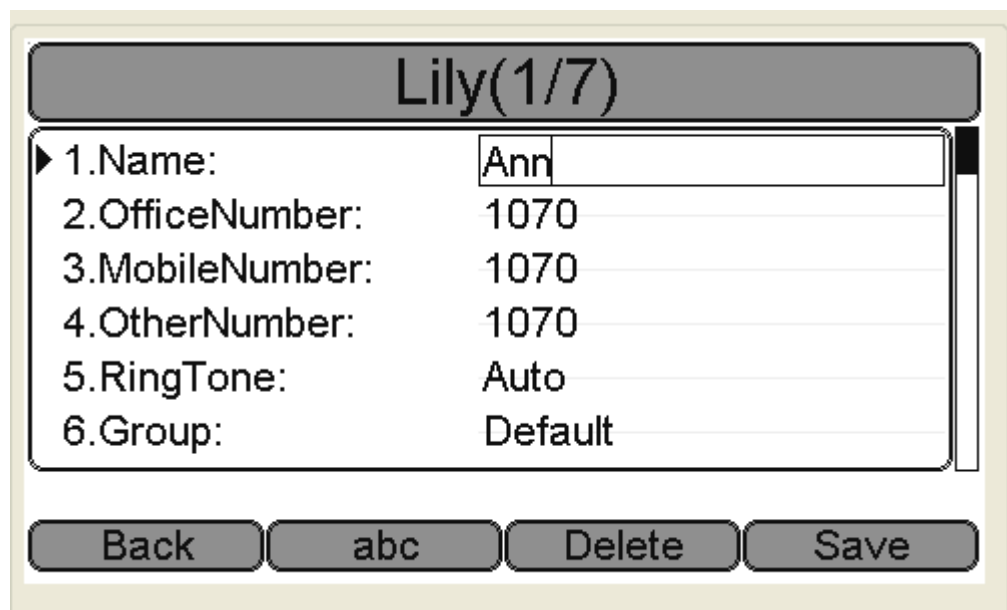 Lily(1/7)
1.Name: Ann
2.OfficeNumber: 1070
3.MobileNumber: 1070
4.OtherNumber: 1070
5.RingTone: Auto
6.Group: Default
Back abc Delete Save